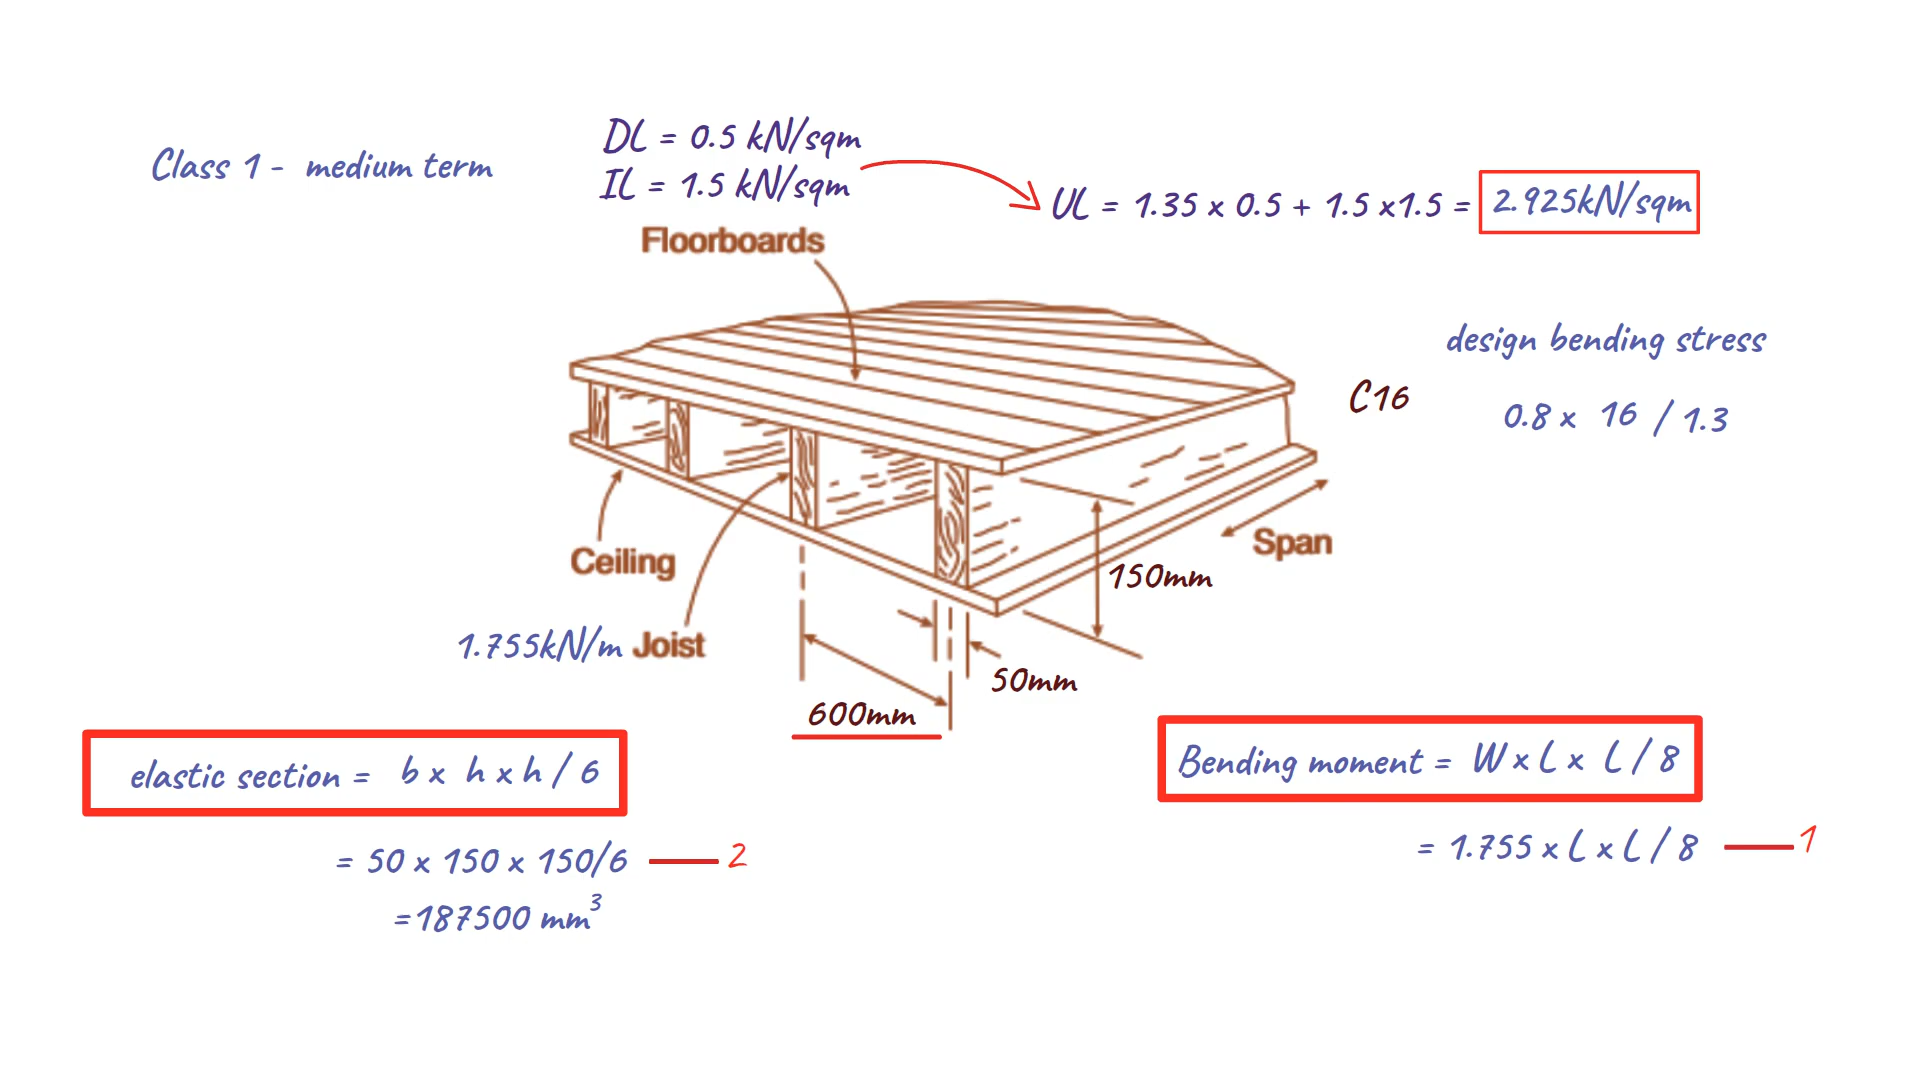 DL = 0.5 kN/sqm
Class 1 - medium term
IL = 1.5 kN/sqm
UL = 1.35 x 0.5 + 1.5 x1.5 = 2.925kN/sqm
Floorboards
design bending stress
C16
0.8 x 16 / 1.3
Span
Ceiling
150mm
1.755kN/m Joist
50mm
600mm
elastic section = b x h x h / 6
= 50 x 150 x 150/6 2
=187500 mm³
Bending moment = W x L x L / 8
= 1.755 x L x L / 8 1